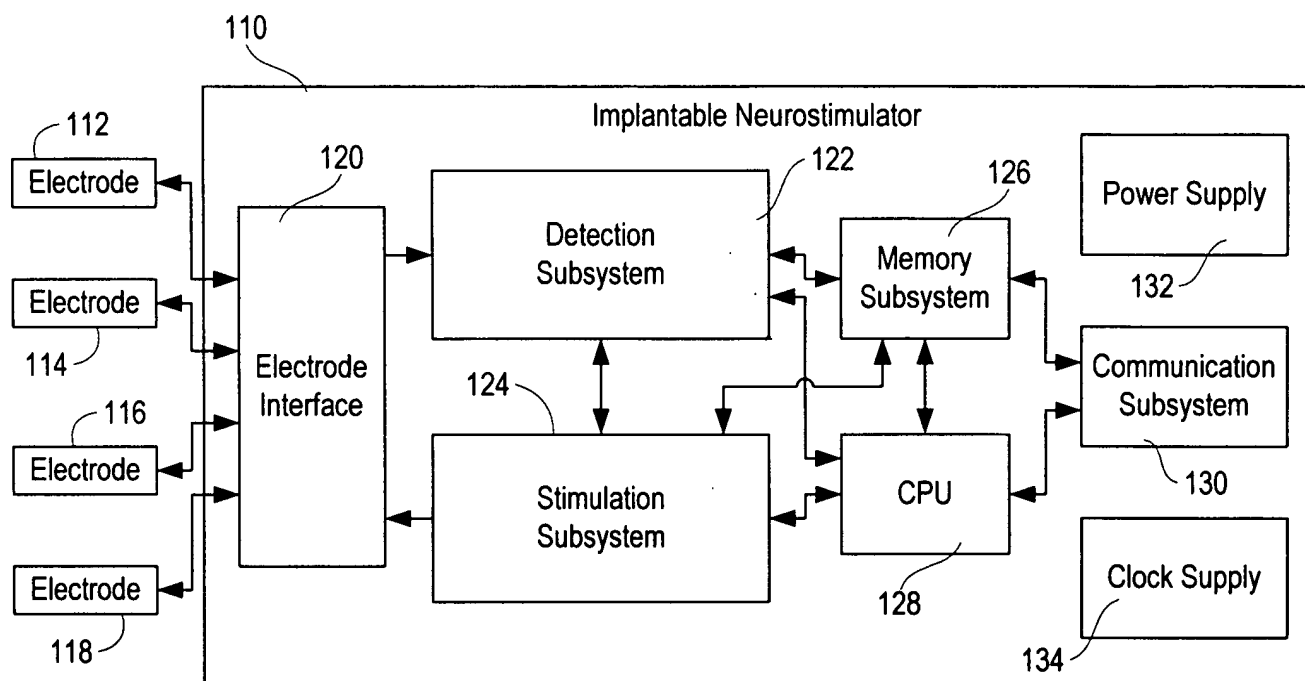 110
Implantable Neurostimulator
112
Electrode
114
Electrode
116
Electrode
118
Electrode
120
Electrode
Interface
122
Detection
Subsystem
124
Stimulation
Subsystem
126
Memory
Subsystem
CPU
128
Power Supply
132
Communication
Subsystem
130
Clock Supply
134